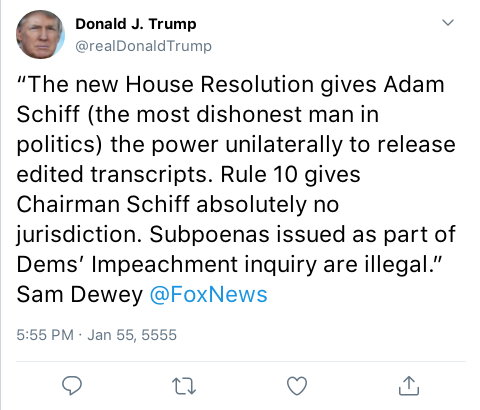 Donald J. Trump
@realDonaldTrump
“The new House Resolution gives Adam
Schiff (the most dishonest man in
politics) the power unilaterally to release
edited transcripts. Rule 10 gives
Chairman Schiff absolutely no
jurisdiction. Subpoenas issued as part of
Dems’ Impeachment inquiry are illegal.”
Sam Dewey @FoxNews
5:55 PM · Jan 55, 5555